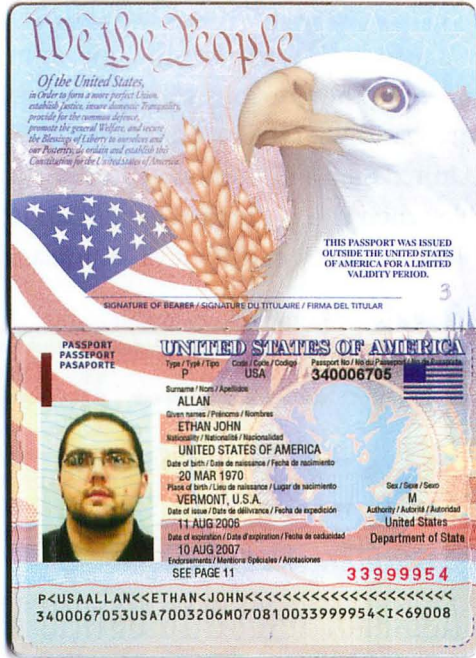 We the People
Of the United States,
in Order to form a more perfect Union,
establish Justice, insure domestic Tranquility,
provide for the common defence,
promote the general Welfare, and secure
the Blessings of Liberty to ourselves and
our Posterity, do ordain and establish this
Constitution for the United States of America.
THIS PASSPORT WAS ISSUED
OUTSIDE THE UNITED STATES
OF AMERICA FOR A LIMITED
VALIDITY PERIOD.
3
SIGNATURE OF BEARER / SIGNATURE DU TITULAIRE / FIRMA DEL TITULAR
PASSPORT
PASSEPORT
PASAPORTE
UNITED STATES OF AMERICA
Type / Type / Tipo Code / Code / Codigo Passport No / No du Passeport / No de
P USA 340006705
Surname / Nom / Apellidos
ALLAN
Given names / Prénoms / Nombres
ETHAN JOHN
Nationality / Nationalité / Nacionalidad
UNITED STATES OF AMERICA
Date of birth / Date de naissance / Fecha de nacimiento
20 MAR 1970
Place of birth / Lieu de naissance / Lugar de nacimiento Sex / Sexe / Sexo
VERMONT, U.S.A. M
Date of issue / Date de délivrance / Fecha de expedición Authority / Autorité / Autoridad
11 AUG 2006 United States
Date of expiration / Date d'expiration / Fecha de caducidad Department of State
10 AUG 2007
Endorsements / Mentions Spéciales / Anotaciones
SEE PAGE 11 33999954
P<USAALLAN<<ETHAN<JOHN<<<<<<<<<<<<<<<<<<<<<<
3400067053USA7003206M070810033999954<I<69008